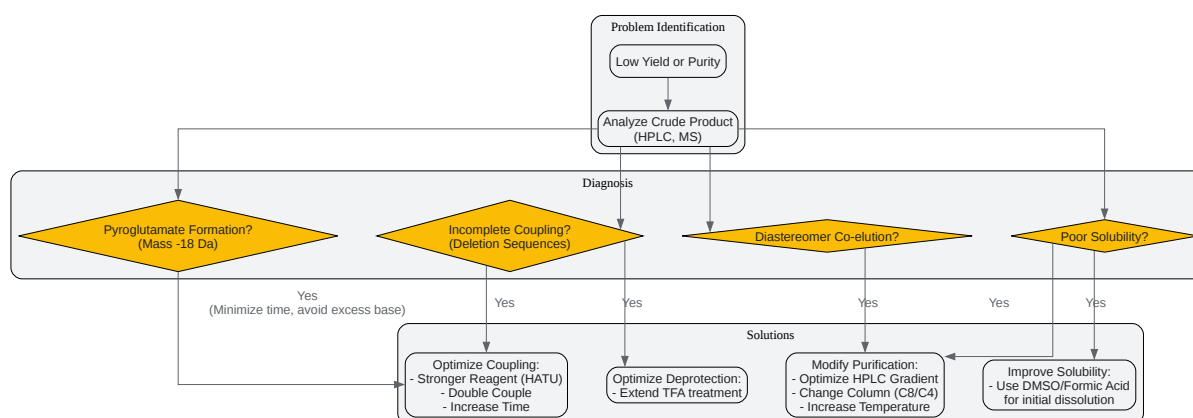 Problem Identification
Low Yield or Purity
Analyze Crude Product
(HPLC, MS)
Diagnosis
Pyroglutamate Formation?
(Mass -18 Da)
Incomplete Coupling?
(Deletion Sequences)
Diastereomer Co-elution?
Poor Solubility?
Yes
(Minimize time, avoid excess base)
Yes
Yes
Yes
Yes
Yes
Solutions
Optimize Coupling:
- Stronger Reagent (HATU)
- Double Couple
- Increase Time
Optimize Deprotection:
- Extend TFA treatment
Modify Purification:
- Optimize HPLC Gradient
- Change Column (C8/C4)
- Increase Temperature
Improve Solubility:
- Use DMSO/Formic Acid
for initial dissolution